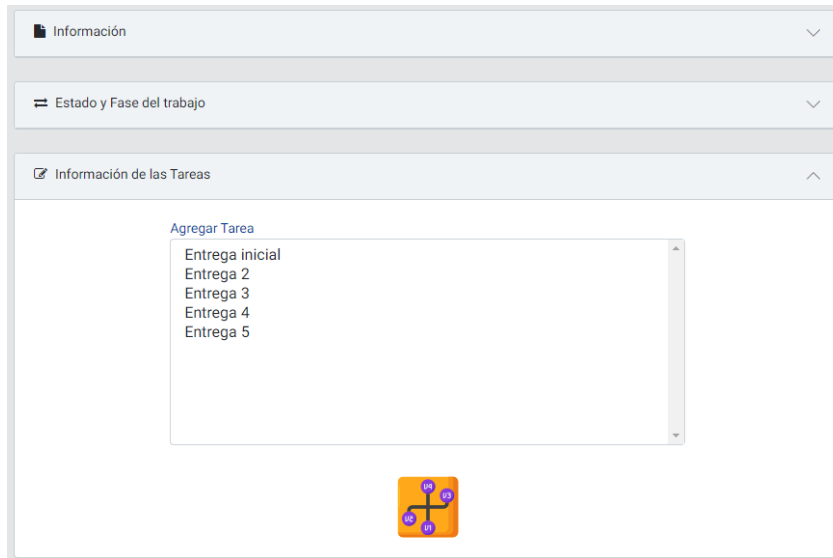 Información
Estado y Fase del trabajo
Información de las Tareas
Agregar Tarea
Entrega inicial
Entrega 2
Entrega 3
Entrega 4
Entrega 5